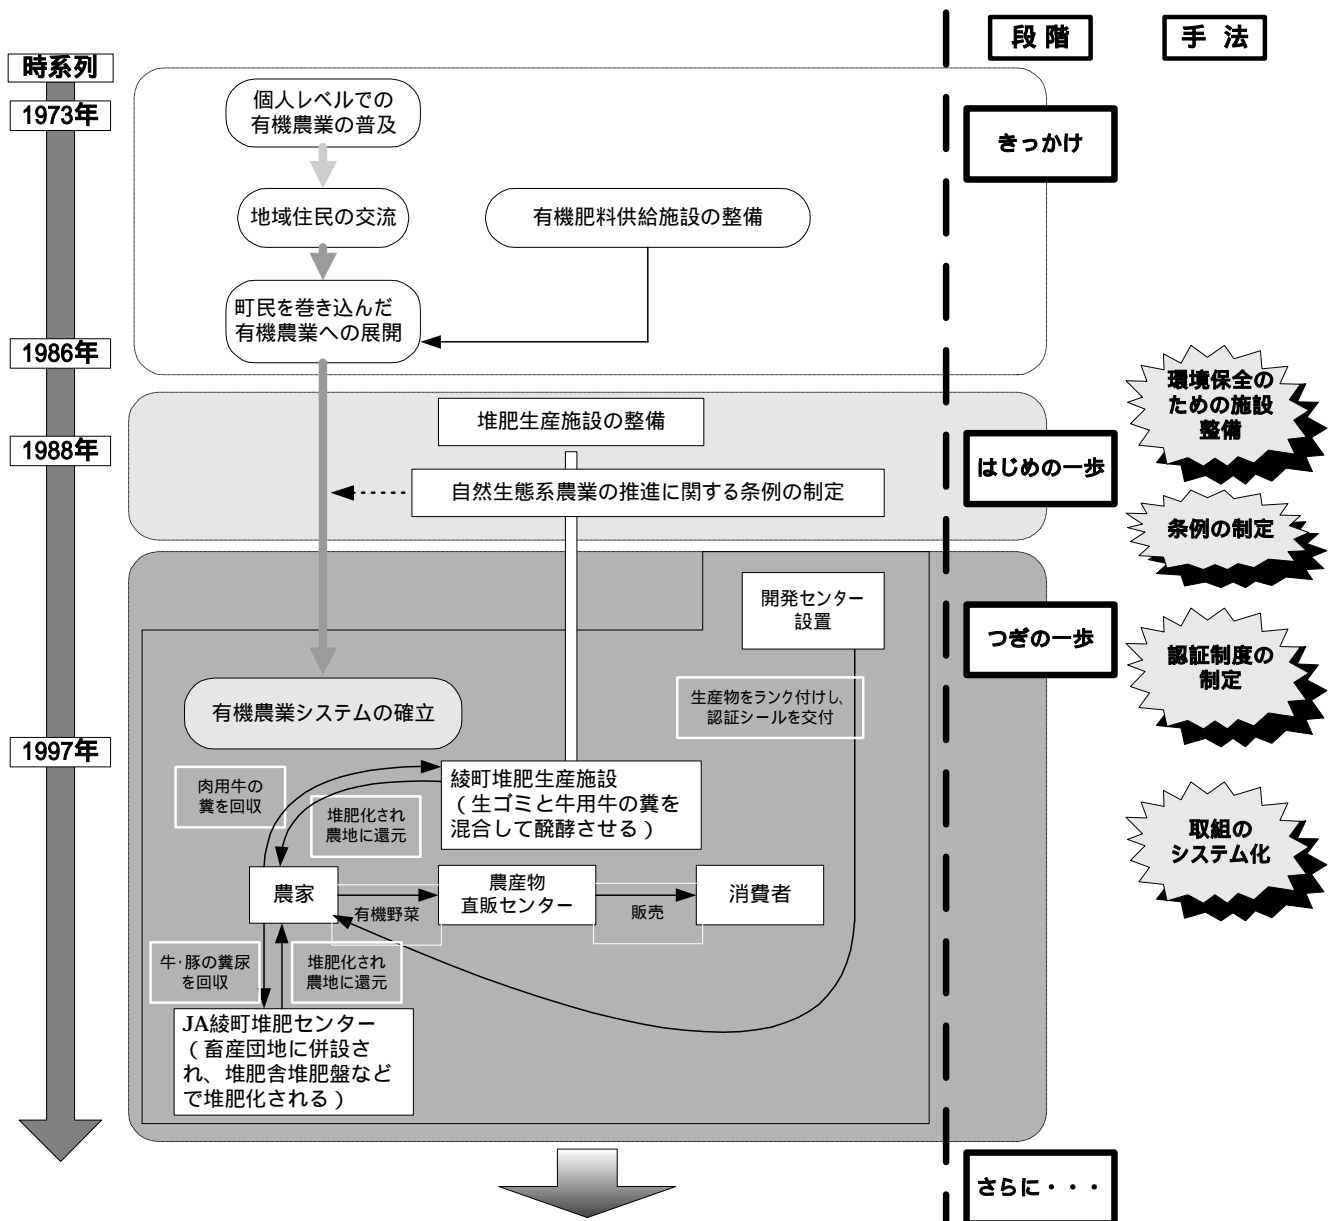 段階
手 法
時系列
1973年
個人レベルでの
有機農業の普及
きっかけ
地域住民の交流
有機肥料供給施設の整備
町民を巻き込んだ
有機農業への展開
1986年
環境保全の
ための施設
整備
堆肥生産施設の整備
1988年
はじめの一歩
自然生態系農業の推進に関する条例の制定
条例の制定
開発センター
設置
つぎの一歩
認証制度の
制定
生産物をランク付けし、
認証シールを交付
有機農業システムの確立
1997年
肉用牛の
糞を回収
綾町堆肥生産施設
(生ゴミと牛用牛の糞を
混合して醗酵させる)
堆肥化され
農地に還元
取組の
システム化
農家
有機野菜
農産物
直販センター
販売
消費者
牛・豚の糞尿
を回収
堆肥化され
農地に還元
JA綾町堆肥センター
(畜産団地に併設さ
れ、堆肥舎堆肥盤など
で堆肥化される)
さらに・・・